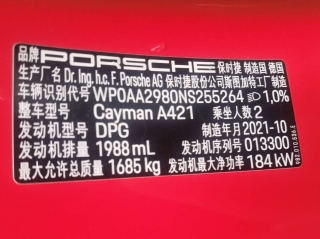 品牌 PORSCHE 保时捷 制造国 德国
生产厂名 Dr. Ing. h.c. F. Porsche AG 保时捷股份公司斯图加特工厂制造
车辆识别代号 WP0AA2980NS255264 1,0%
整车型号 Cayman A421 乘坐人数 2
发动机型号 DPG 制造年月 2021-10
发动机排量 1988 mL 发动机序列号 013300
最大允许总质量 1685 kg 发动机最大净功率 184 kW